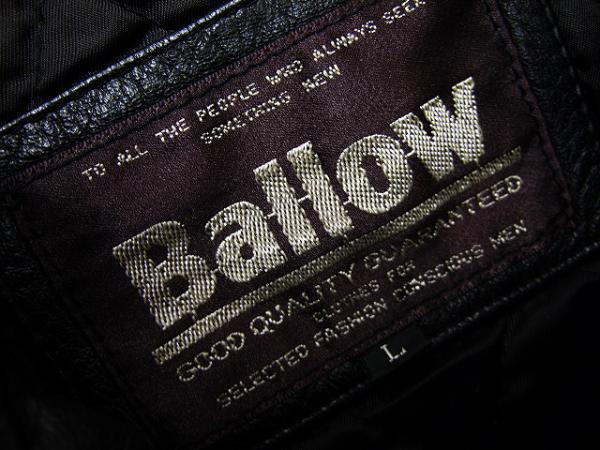 TO ALL THE PEOPLE WHO ALWAYS SEEK
SOMETHING NEW
Ballow
GOOD QUALITY GUARANTEED
CLOTHES FOR
SELECTED FASHION CONSCIOUS MEN
L